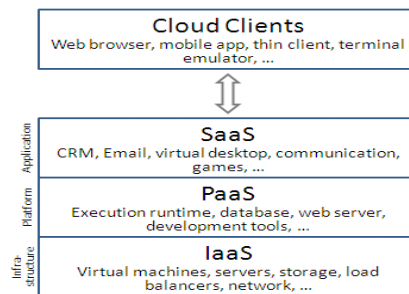 Cloud Clients
Web browser, mobile app, thin client, terminal
emulator, ...
Application
SaaS
CRM, Email, virtual desktop, communication,
games, ...
Platform
PaaS
Execution runtime, database, web server,
development tools, ...
Infra-
structure
IaaS
Virtual machines, servers, storage, load
balancers, network, ...